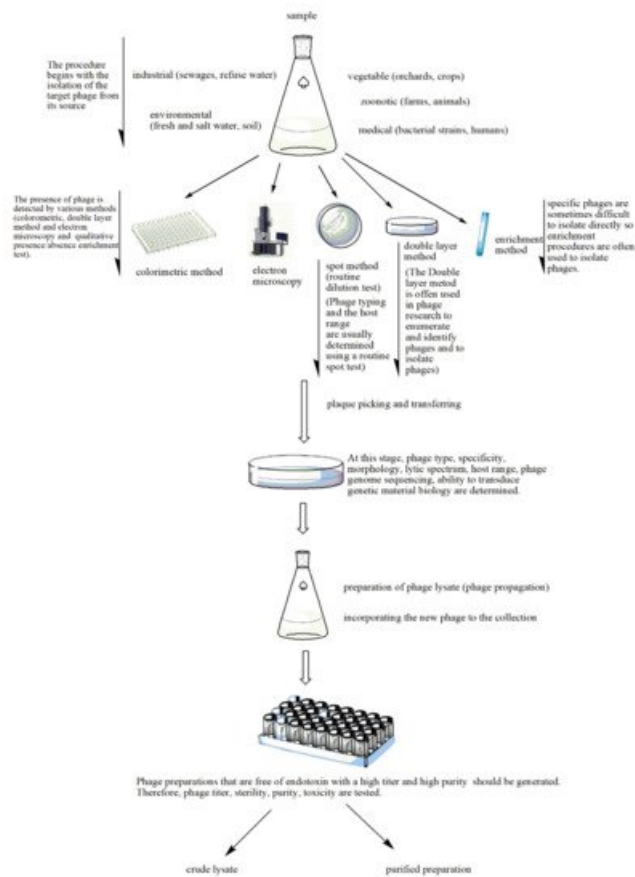 sample
The procedure
begins with the
isolation of the
target phage from
its source
industrial (sewages, refuse water)
environmental
(fresh and salt water, soil)
vegetable (orchards, crops)
zoonotic (farms, animals)
medical (bacterial strains, humans)
The presence of phage is
detected by various methods
(colorometric, double layer
method and electron
microscopy and qualitative
presence absence enrichment
test).
colorimetric method
electron
microscopy
spot method
(routine
dilution test)
(Phage typing
and the host
range
are usually
determined
using a routine
spot test)
double layer
method
(The Double
layer metod
is offen used
in phage
research to
enumerate
and identify
phages and to
isolate
phages)
enrichment
method
specific phages are
sometimes difficult
to isolate directly so
enrichment
procedures are often
used to isolate
phages.
plaque picking and transferring
At this stage, phage type, specificity,
morphology, lytic spectrum, host range, phage
genome sequencing, ability to transduce
genetic material biology are determined.
preparation of phage lysate (phage propagation)
incorporating the new phage to the collection
Phage preparations that are free of endotoxin with a high titer and high purity should be generated.
Therefore, phage titer, sterility, purity, toxicity are tested.
crude lysate
purified preparation